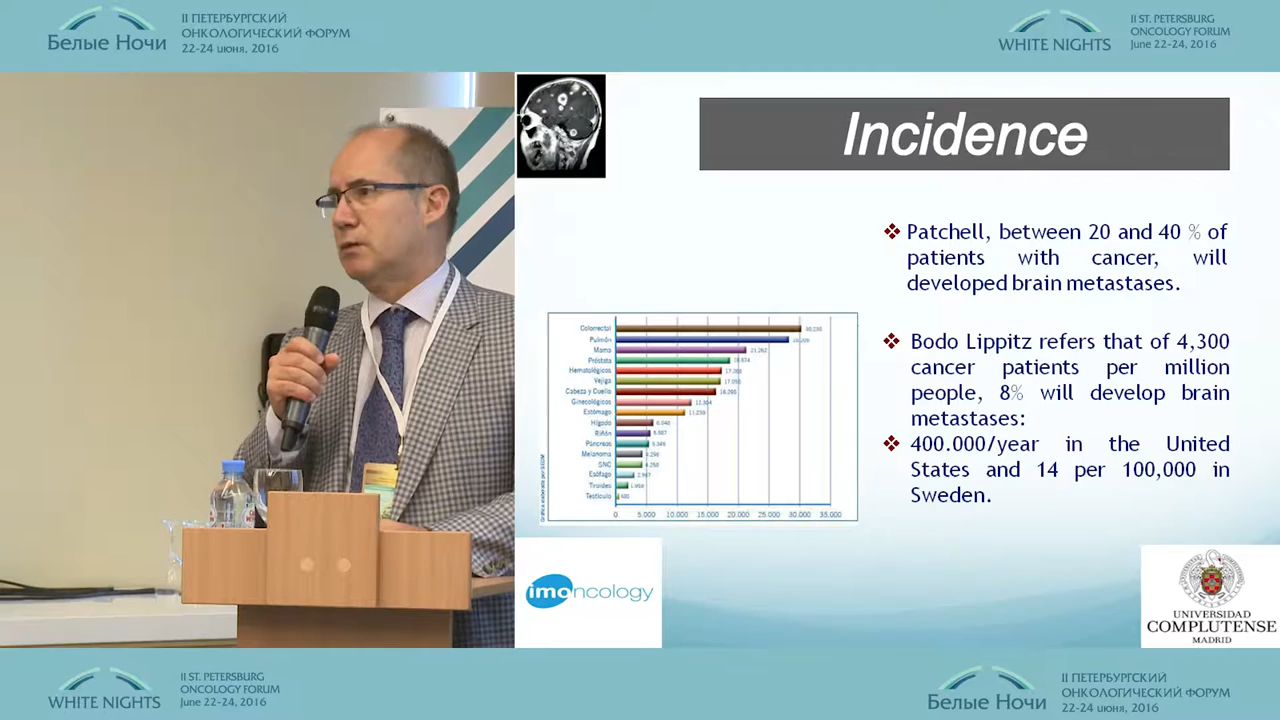 II ПЕТЕРБУРГСКИЙ
ОНКОЛОГИЧЕСКИЙ ФОРУМ
22-24 июня, 2016
Белые Ночи
II ST. PETERSBURG
ONCOLOGY FORUM
June 22-24, 2016
WHITE NIGHTS
Incidence
Patchell, between 20 and 40 % of
patients with cancer, will
developed brain metastases.
Bodo Lippitz refers that of 4,300
cancer patients per million
people, 8% will develop brain
metastases:
400.000/year in the United
States and 14 per 100,000 in
Sweden.
Colorrectal
Pulmón
Mama
Próstata
Hematológicos
Vejiga
Cabeza y Cuello
Ginecológicos
Estómago
Hígado
Riñón
Páncreas
Melanoma
SNC
Esófago
Tiroides
Testículo
0 5.000 10.000 15.000 20.000 25.000 30.000 35.000
imoncology
UNIVERSIDAD
COMPLUTENSE
MADRID
WHITE NIGHTS
II ST. PETERSBURG
ONCOLOGY FORUM
June 22-24, 2016
Белые Ночи
II ПЕТЕРБУРГСКИЙ
ОНКОЛОГИЧЕСКИЙ ФОРУМ
22-24 июня, 2016